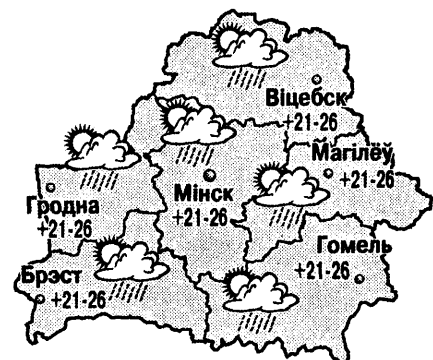 Віцебск
+21-26
Магілёў
+21-26
Мінск
+21-26
Гродна
+21-26
Гомель
+21-26
Брэст
+21-26